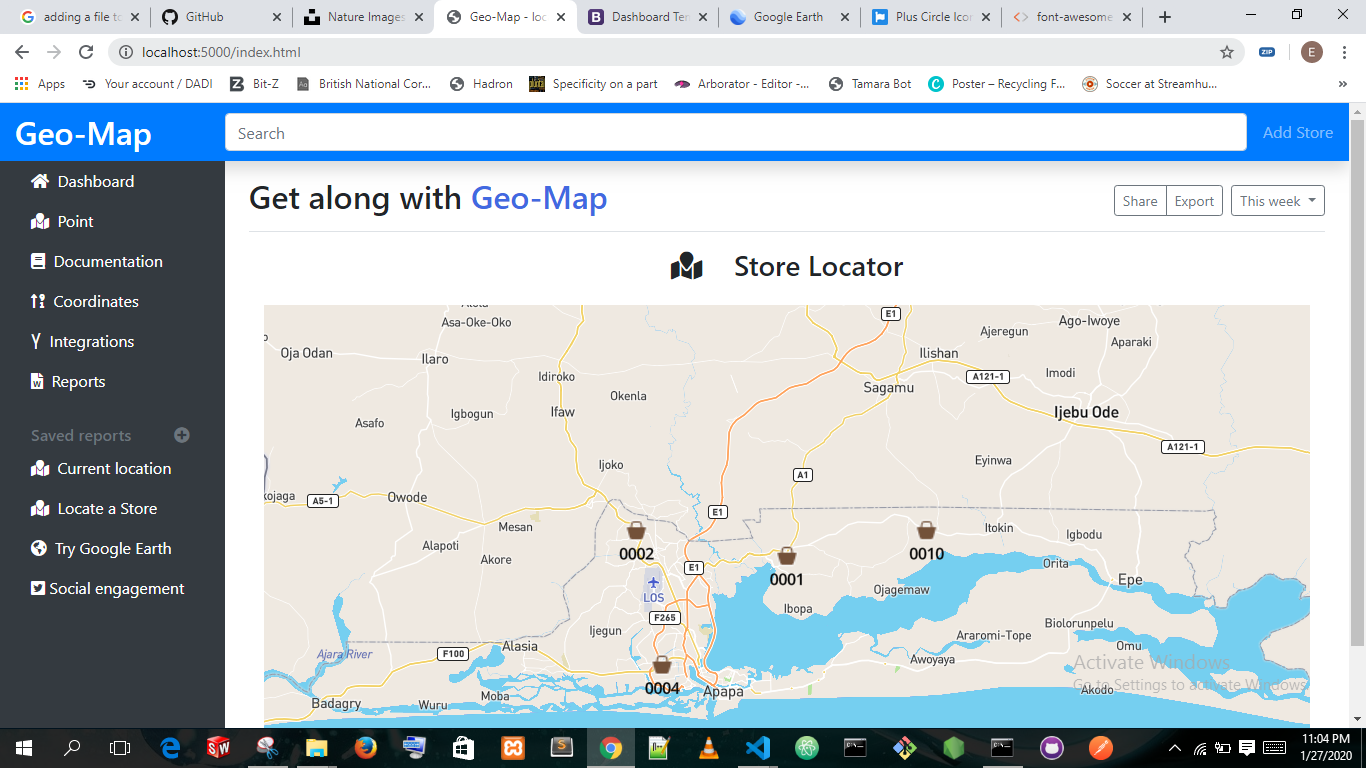 adding a file to
GitHub
Nature Images
Geo-Map - loc
Dashboard Tem
Google Earth
Plus Circle Icon
font-awesome
localhost:5000/index.html
ZIP
E
Apps
Your account / DADI
Bit-Z
British National Cor...
Hadron
Specificity on a part
Arborator - Editor -...
Tamara Bot
Poster – Recycling F...
Soccer at Streamhu...
Geo-Map
Search
Add Store
Dashboard
Point
Documentation
Coordinates
Integrations
Reports
Saved reports
Current location
Locate a Store
Try Google Earth
Social engagement
Get along with Geo-Map
Share
Export
This week
Store Locator
E1
Asa-Oke-Oko
Ago-Iwoye
Ajeregun
Aparaki
Oja Odan
Ilaro
Ilishan
Idiroko
A121-1
Imodi
Okenla
Sagamu
Igbogun
Ifaw
Ijebu Ode
Asafo
A121-1
Ijoko
Eyinwa
A1
kojaga
A5-1
Owode
E1
Mesan
Itokin
Igbodu
Alapoti
0002
0010
Akore
E1
0001
Orita
Epe
LOS
Ojagemaw
Ibopa
F265
Ijegun
Biolorunpelu
Araromi-Tope
Alasia
Omu
Ajara River
F100
Awoyaya
Activate Windows
Go to Settings to activate Windows.
0004
Apapa
Akodo
Moba
Badagry
Wuru
11:04 PM
1/27/2020